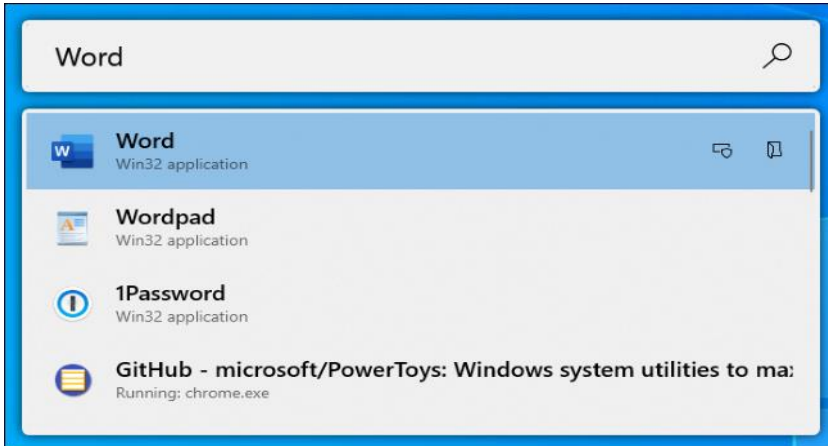 Word
Word
Win32 application
Wordpad
Win32 application
1Password
Win32 application
GitHub - microsoft/PowerToys: Windows system utilities to
Running: chrome.exe